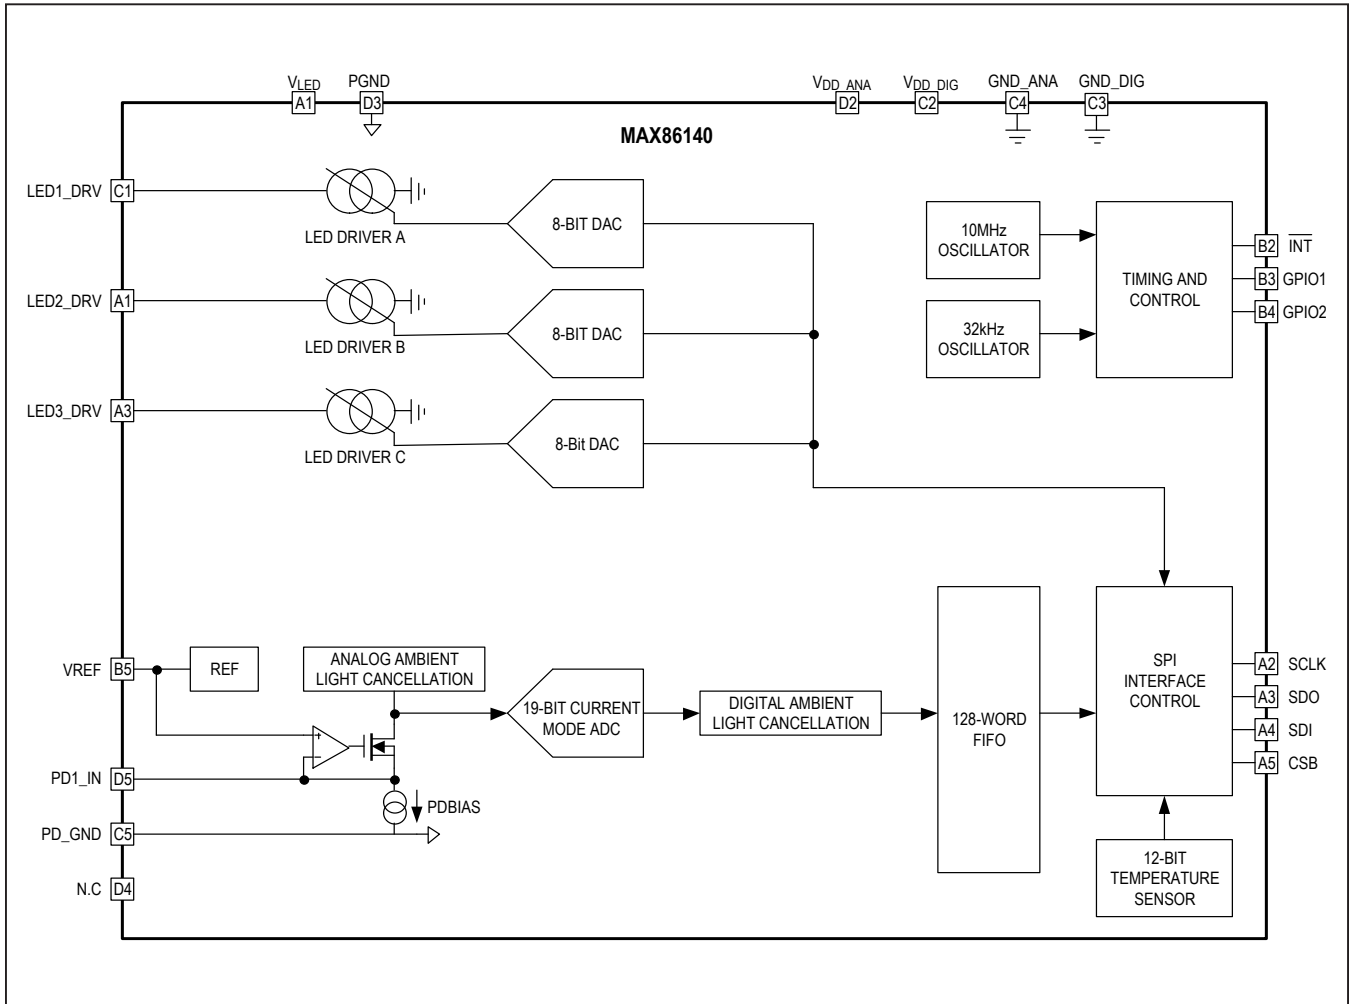 VLED PGND VDD_ANA VDD_DIG GND_ANA GND_DIG
A1 D3 D2 C2 C4 C3
MAX86140
LED1_DRV C1
LED DRIVER A
8-BIT DAC
LED2_DRV A1
LED DRIVER B
8-BIT DAC
LED3_DRV A3
LED DRIVER C
8-Bit DAC
10MHz
OSCILLATOR
32kHz
OSCILLATOR
TIMING AND
CONTROL
B2 INT
B3 GPIO1
B4 GPIO2
VREF B5
REF
ANALOG AMBIENT
LIGHT CANCELLATION
+
−
PD1_IN D5
PDBIAS
PD_GND C5
N.C D4
19-BIT CURRENT
MODE ADC
DIGITAL AMBIENT
LIGHT CANCELLATION
128-WORD
FIFO
SPI
INTERFACE
CONTROL
A2 SCLK
A3 SDO
A4 SDI
A5 CSB
12-BIT
TEMPERATURE
SENSOR